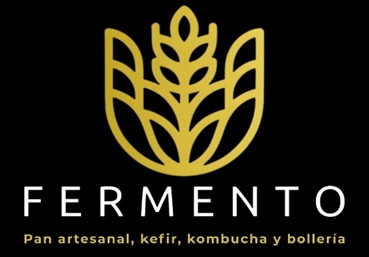 FERMENTO
Pan artesanal, kefir, kombucha y bollería